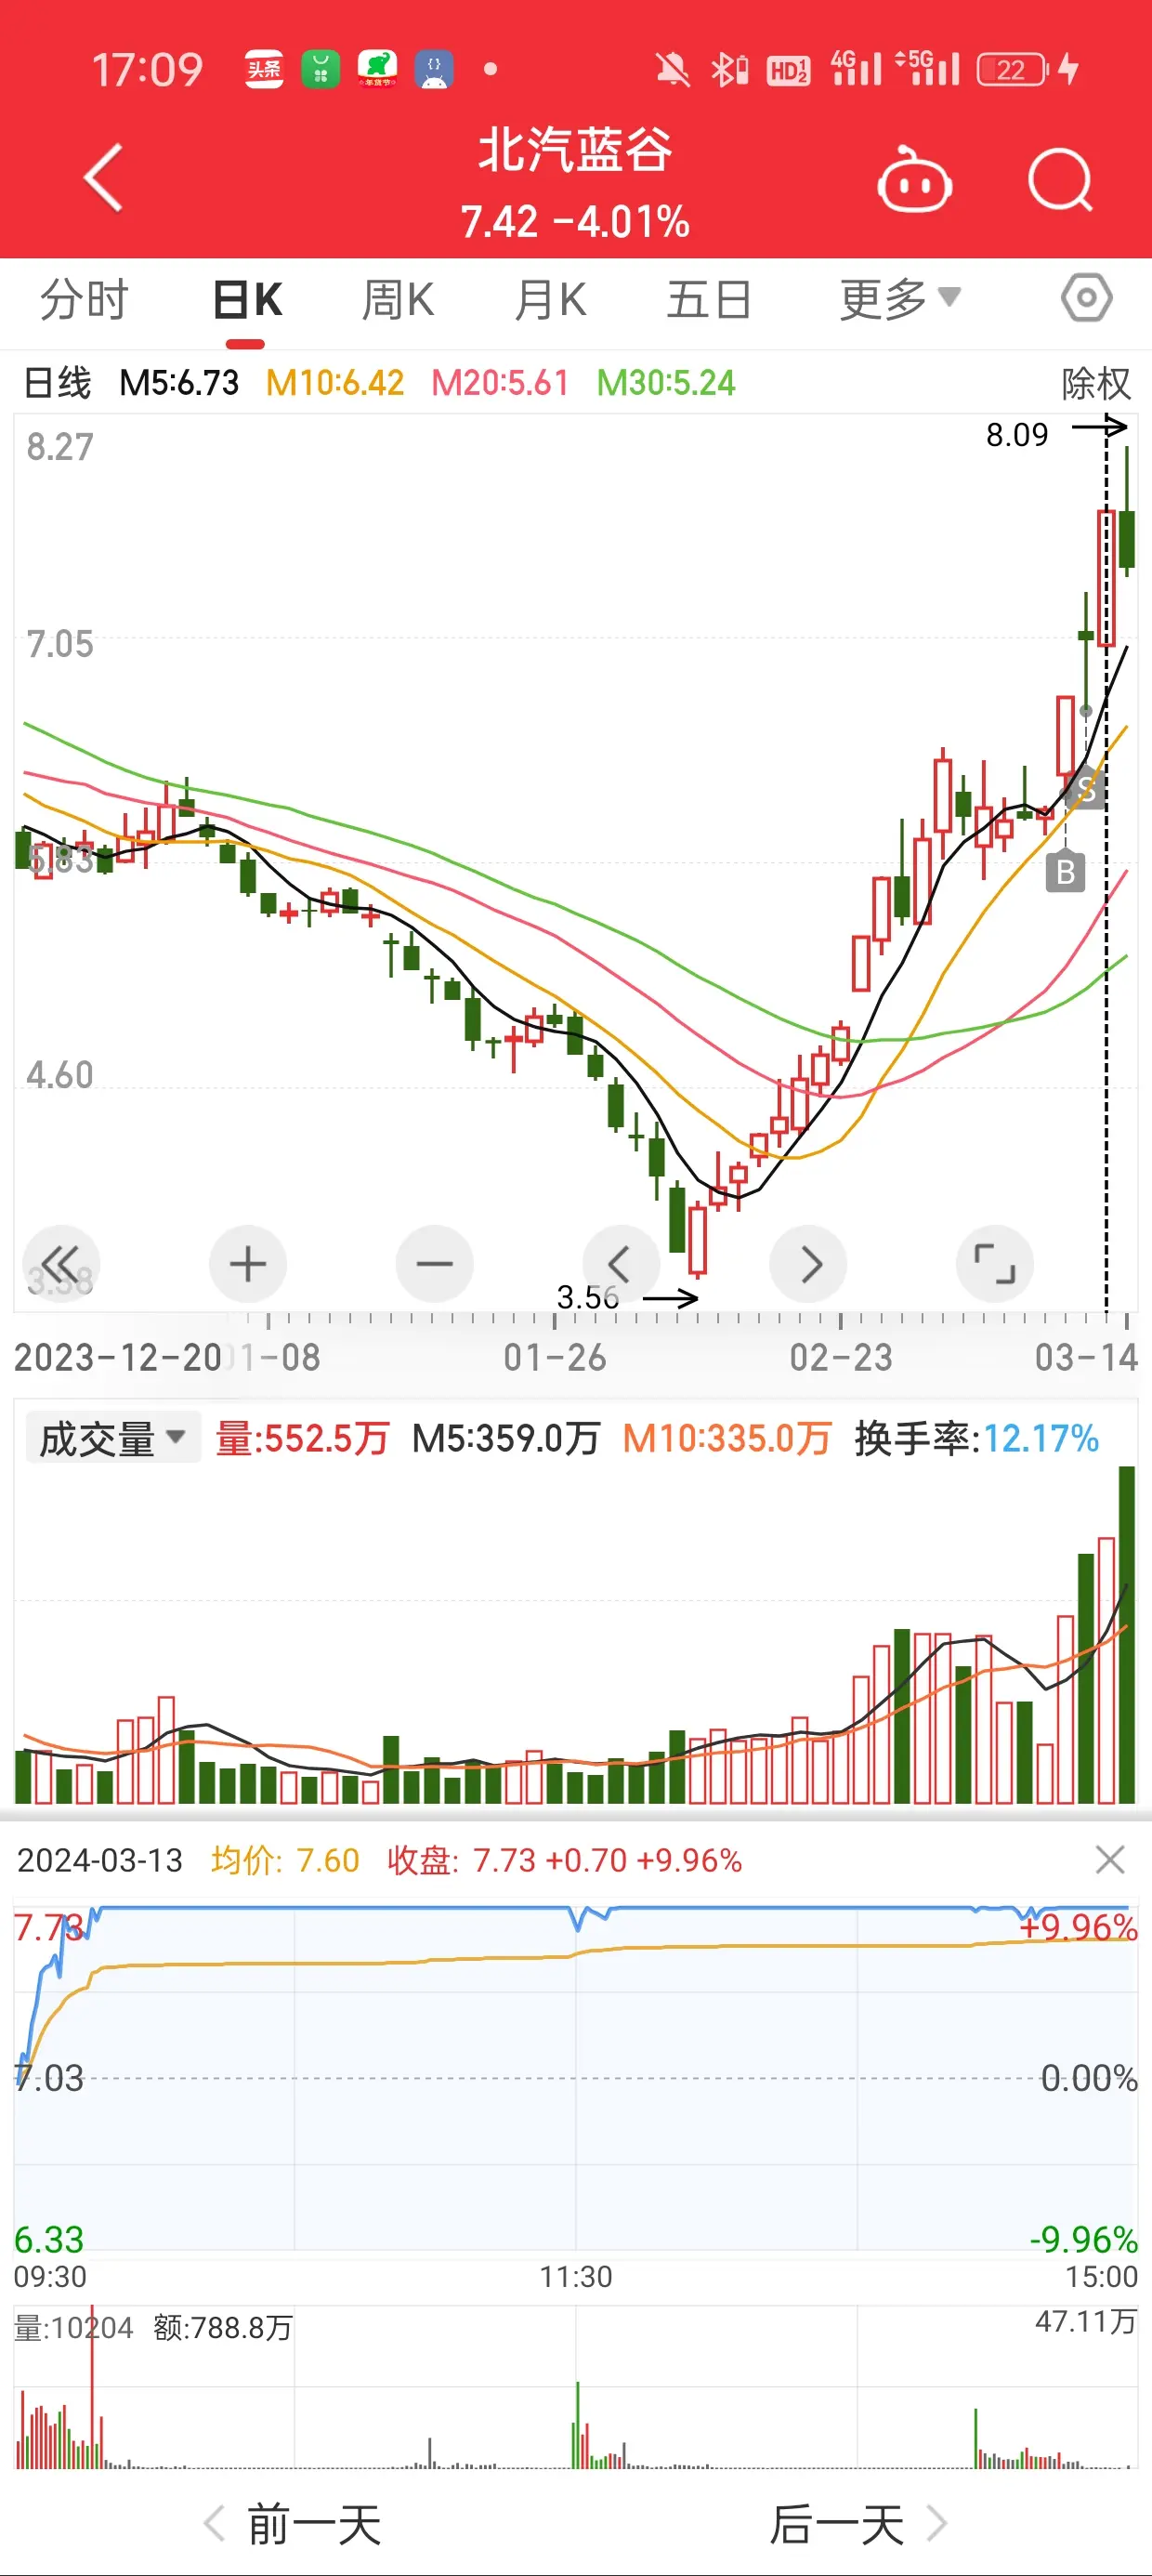 17:09 头条 年货节 {} HD12 4G 5G 22
北汽蓝谷
7.42 -4.01%
分时 日K 周K 月K 五日 更多
日线 M5:6.73 M10:6.42 M20:5.61 M30:5.24 除权
8.27
8.09
7.05
S
5.83
B
4.60
3.38
3.56
2023-12-20 01-08 01-26 02-23 03-14
成交量 量:552.5万 M5:359.0万 M10:335.0万 换手率:12.17%
2024-03-13 均价: 7.60 收盘: 7.73 +0.70 +9.96%
7.73 +9.96%
7.03 0.00%
6.33 -9.96%
09:30 11:30 15:00
量:10204 额:788.8万 47.11万
前一天 后一天